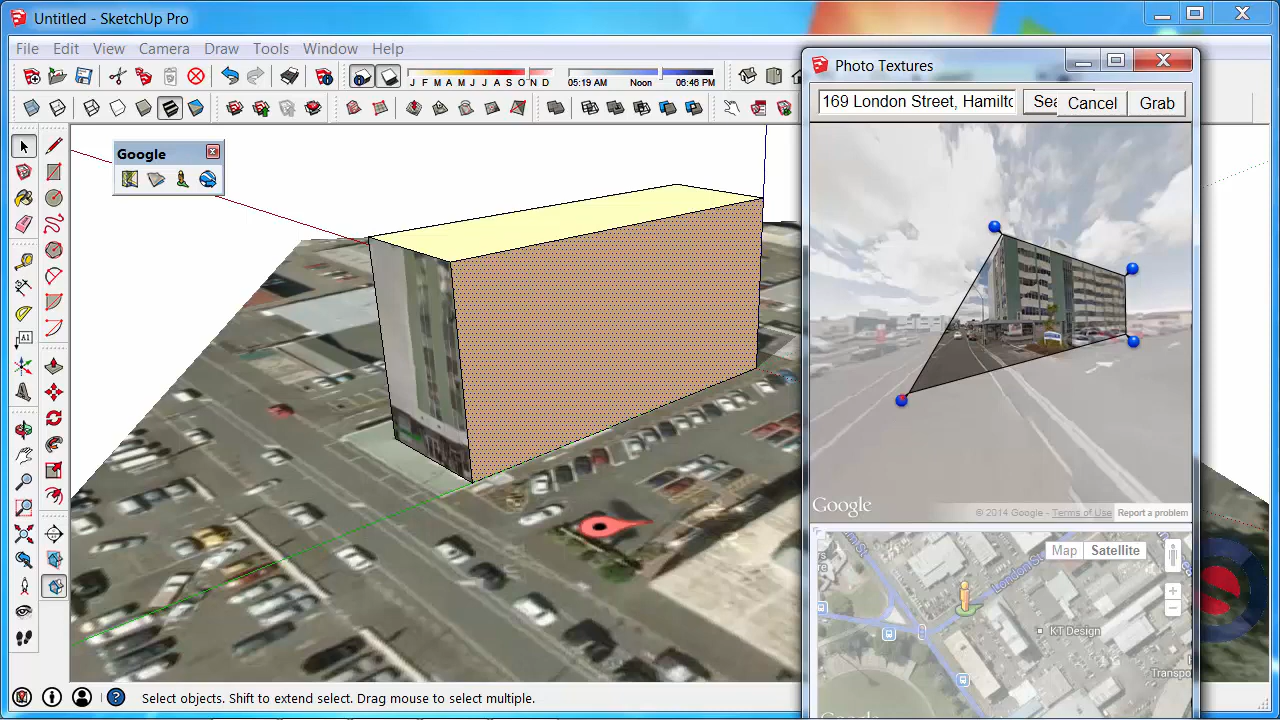 Untitled - SketchUp Pro
File Edit View Camera Draw Tools Window Help
J F M A M J J A S O N D
05:19 AM Noon 06:46 PM
Google
A1
Select objects. Shift to extend select. Drag mouse to select multiple.
Photo Textures
169 London Street, Hamiltc
Sea Cancel Grab
Google
© 2014 Google - Terms of Use Report a problem
Map Satellite
London St
KT Design
Transpo